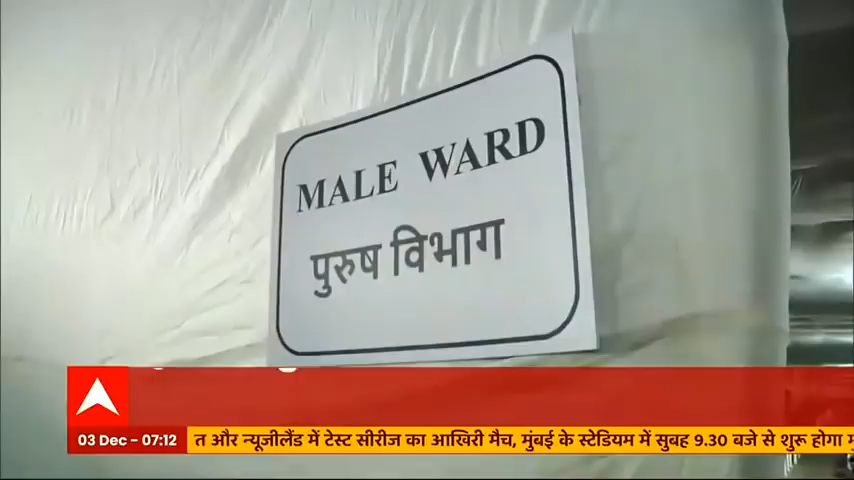 MALE WARD
पुरुष विभाग
03 Dec - 07:12
और न्यूजीलैंड में टेस्ट सीरीज का आखिरी मैच, मुंबई के स्टेडियम में सुबह 9.30 बजे से शुरू होगा